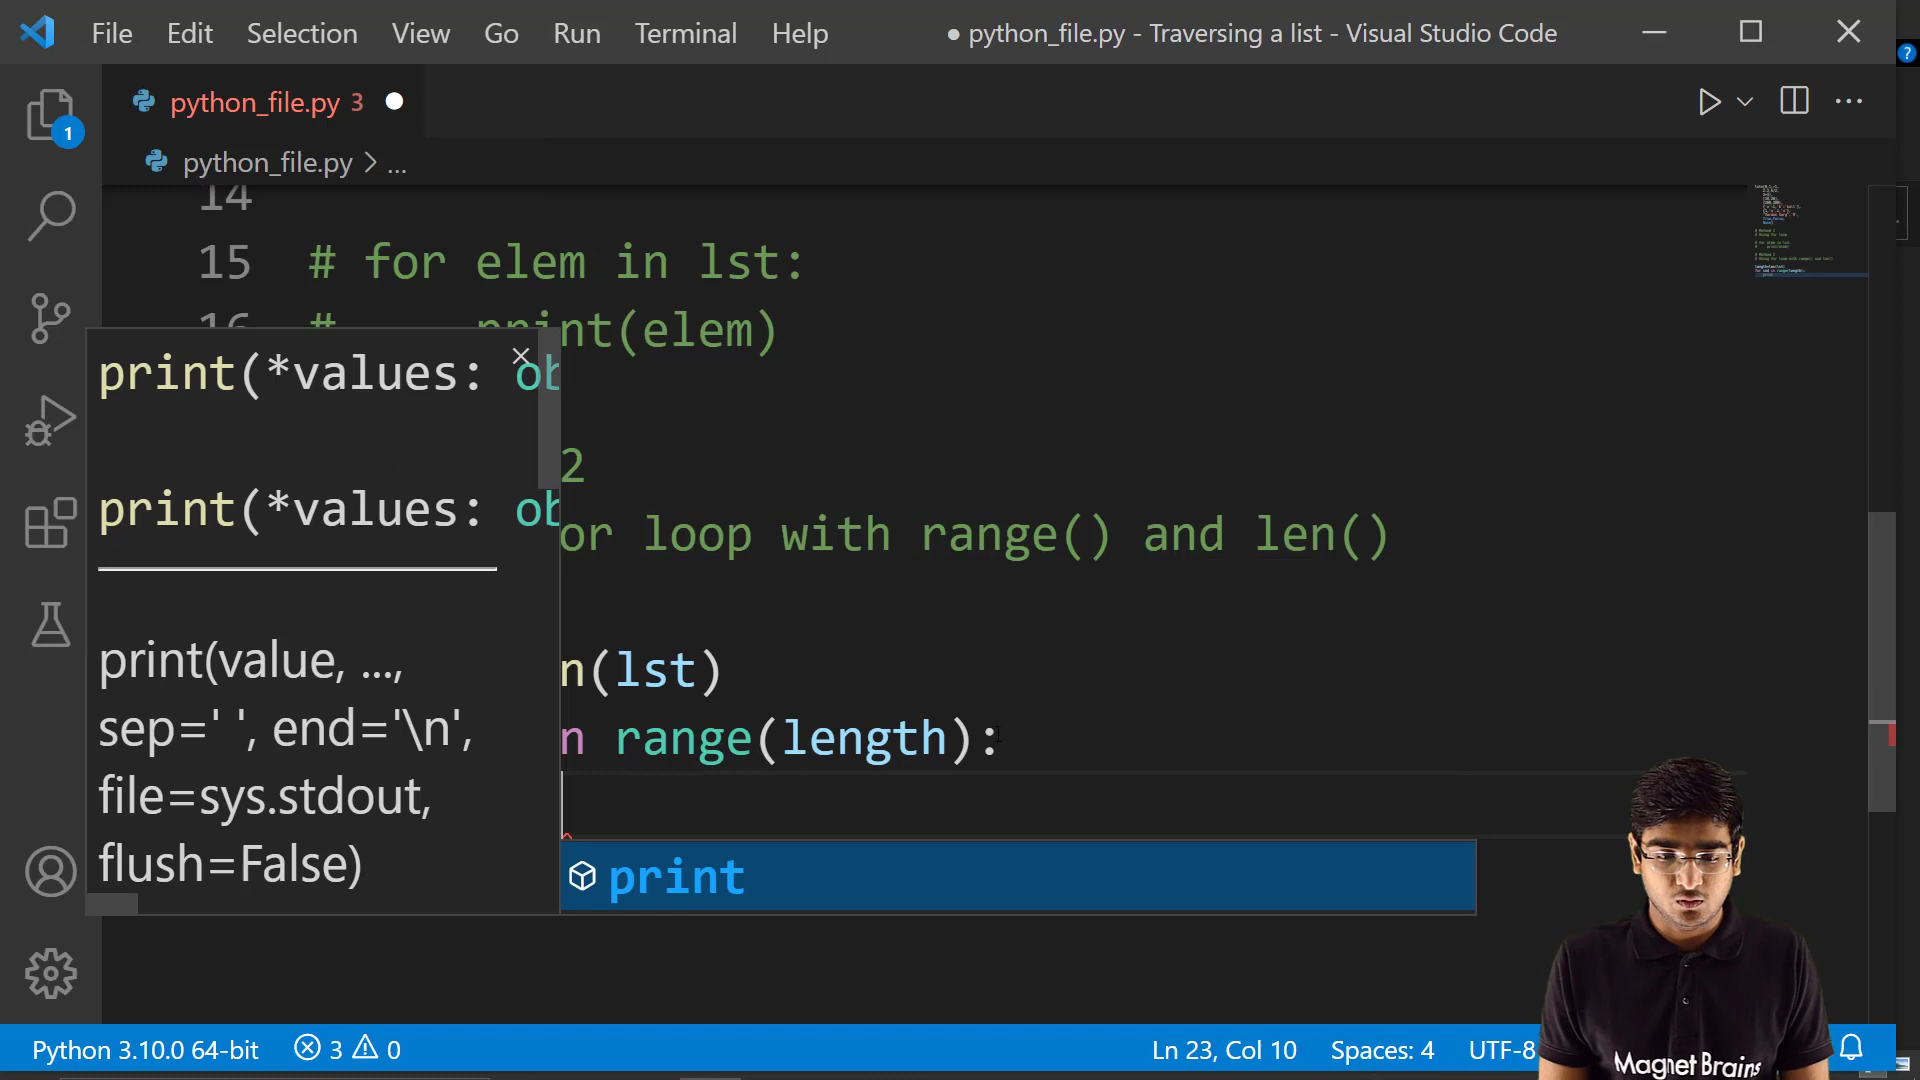 File Edit Selection View Go Run Terminal Help
● python_file.py - Traversing a list - Visual Studio Code
python_file.py 3
python_file.py > ...
1
14
15 # for elem in lst:
16 # print(elem)
print(*values: ob
2
print(*values: ob
or loop with range() and len()
print(value, ...,
n(lst)
sep=' ', end='\n',
n range(length):
file=sys.stdout,
flush=False)
print
Python 3.10.0 64-bit 3 0 Ln 23, Col 10 Spaces: 4 UTF-8
Magnet Brains